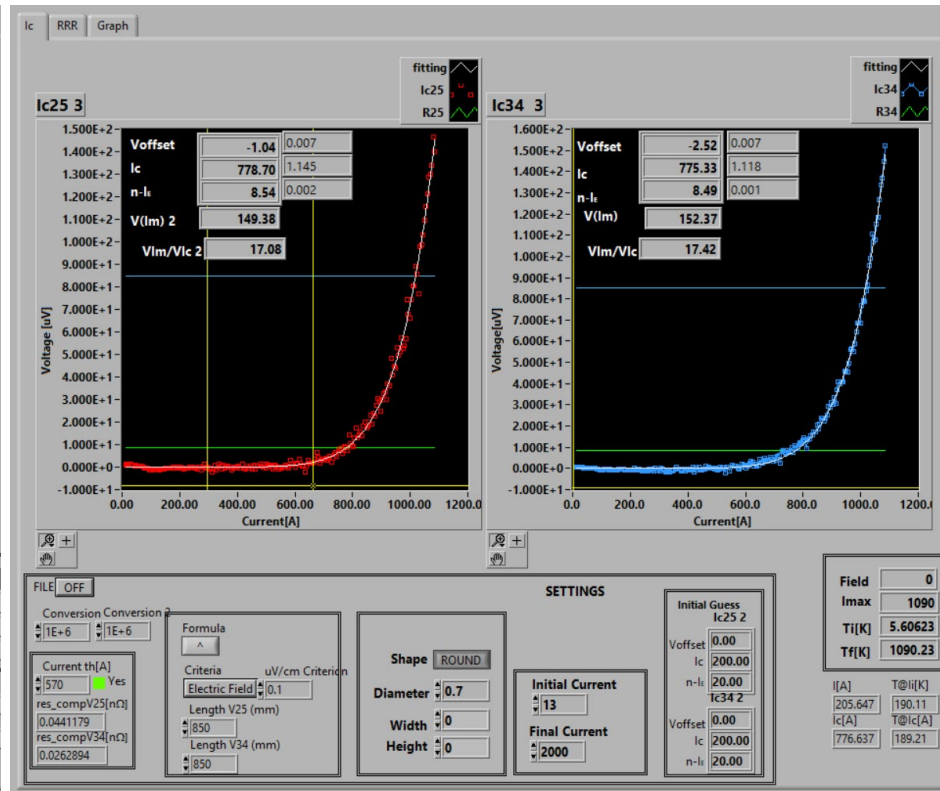 Ic RRR Graph
fitting
Ic25
R25
Ic25 3
1.500E+2
1.400E+2
1.300E+2
1.200E+2
1.100E+2
1.000E+2
9.000E+1
8.000E+1
7.000E+1
6.000E+1
5.000E+1
4.000E+1
3.000E+1
2.000E+1
1.000E+1
0.000E+0
-1.000E+1
Voltage [uV]
0.00 200.00 400.00 600.00 800.00 1000.00 1200.0
Current[A]
Voffset -1.04 0.007
Ic 778.70 1.145
n-IE 8.54 0.002
V(Im) 2 149.38
VIm/VIc 2 17.08
fitting
Ic34
R34
Ic34 3
1.600E+2
1.400E+2
1.300E+2
1.200E+2
1.100E+2
1.000E+2
9.000E+1
8.000E+1
7.000E+1
6.000E+1
5.000E+1
4.000E+1
3.000E+1
2.000E+1
1.000E+1
0.000E+0
-1.000E+1
Voltage[uV]
0.0 200.0 400.0 600.0 800.0 1000.0 1200.0
Current[A]
Voffset -2.52 0.007
Ic 775.33 1.118
n-IE 8.49 0.001
V(Im) 152.37
VIm/VIc 17.42
FILE OFF
SETTINGS
Conversion Conversion 2
1E+6 1E+6
Current th[A]
570 Yes
res_compV25[nΩ]
0.0441179
res_compV34[nΩ]
0.0262894
Formula
^
Criteria uV/cm Criterion
Electric Field 0.1
Length V25 (mm)
850
Length V34 (mm)
850
Shape ROUND
Diameter 0.7
Width 0
Height 0
Initial Current
13
Final Current
2000
Initial Guess
Ic25 2
Voffset 0.00
Ic 200.00
n-IE 20.00
Ic34 2
Voffset 0.00
Ic 200.00
n-IE 20.00
Field 0
Imax 1090
Ti[K] 5.60623
Tf[K] 1090.23
I[A] T@Ii[K]
205.647 190.11
Ic[A] T@Ic[A]
776.637 189.21